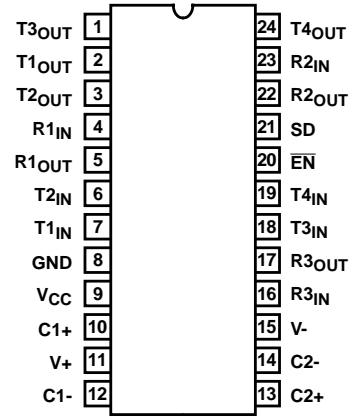 T3OUT 1 24 T4OUT
T1OUT 2 23 R2IN
T2OUT 3 22 R2OUT
R1IN 4 21 SD
R1OUT 5 20 E̅N̅
T2IN 6 19 T4IN
T1IN 7 18 T3IN
GND 8 17 R3OUT
VCC 9 16 R3IN
C1+ 10 15 V-
V+ 11 14 C2-
C1- 12 13 C2+